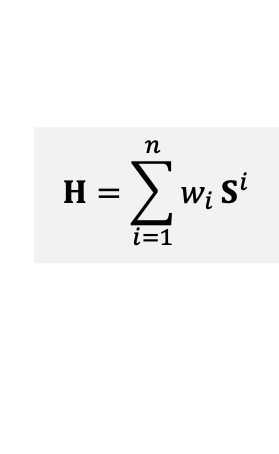 𝐇 = ∑_{i=1}^{n} w_i 𝐒^i